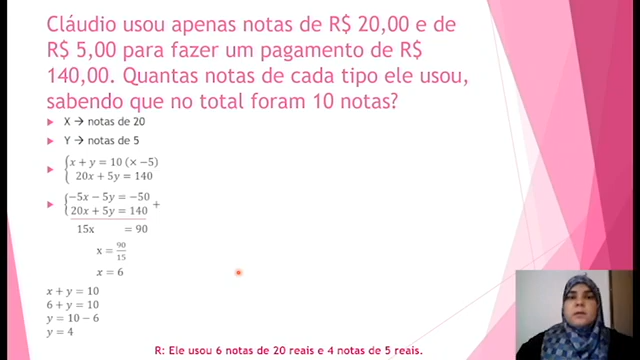 Cláudio usou apenas notas de R$ 20,00 e de
R$ 5,00 para fazer um pagamento de R$
140,00. Quantas notas de cada tipo ele usou,
sabendo que no total foram 10 notas?
X → notas de 20
Y → notas de 5
x + y = 10 (× −5)
20x + 5y = 140
−5x − 5y = −50
20x + 5y = 140 +
15x = 90
x = 90/15
x = 6
x + y = 10
6 + y = 10
y = 10 − 6
y = 4
R: Ele usou 6 notas de 20 reais e 4 notas de 5 reais.